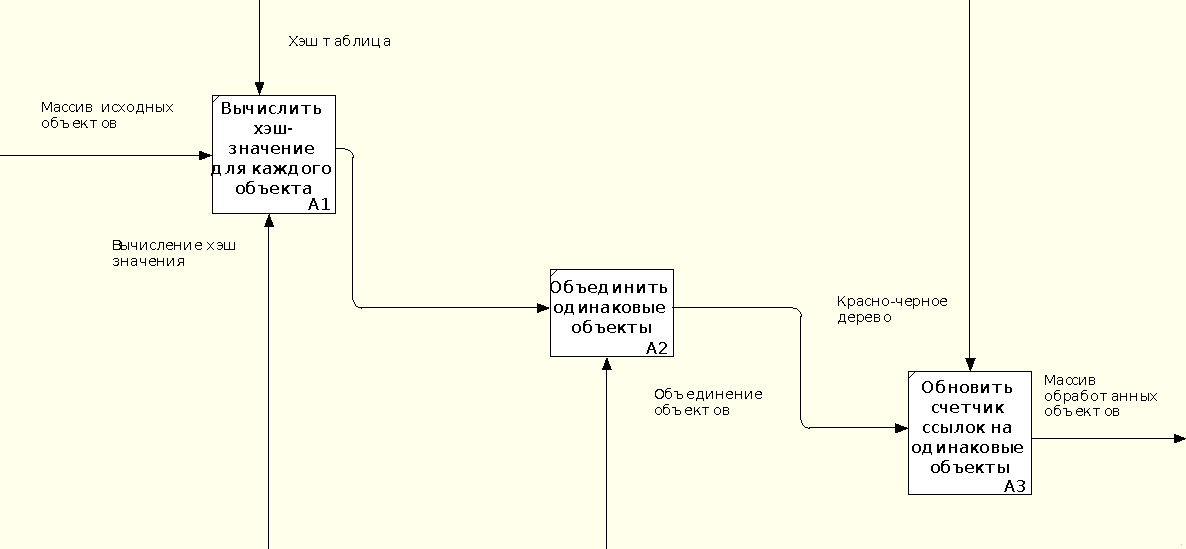 Хэш таблица
Массив исходных
объектов
Вычислить
хэш-
значение
для каждого
объекта
A1
Вычисление хэш
значения
Объединить
одинаковые
объекты
A2
Красно-черное
дерево
Объединение
объектов
Обновить
счетчик
ссылок на
одинаковые
объекты
A3
Массив
обработанных
объектов